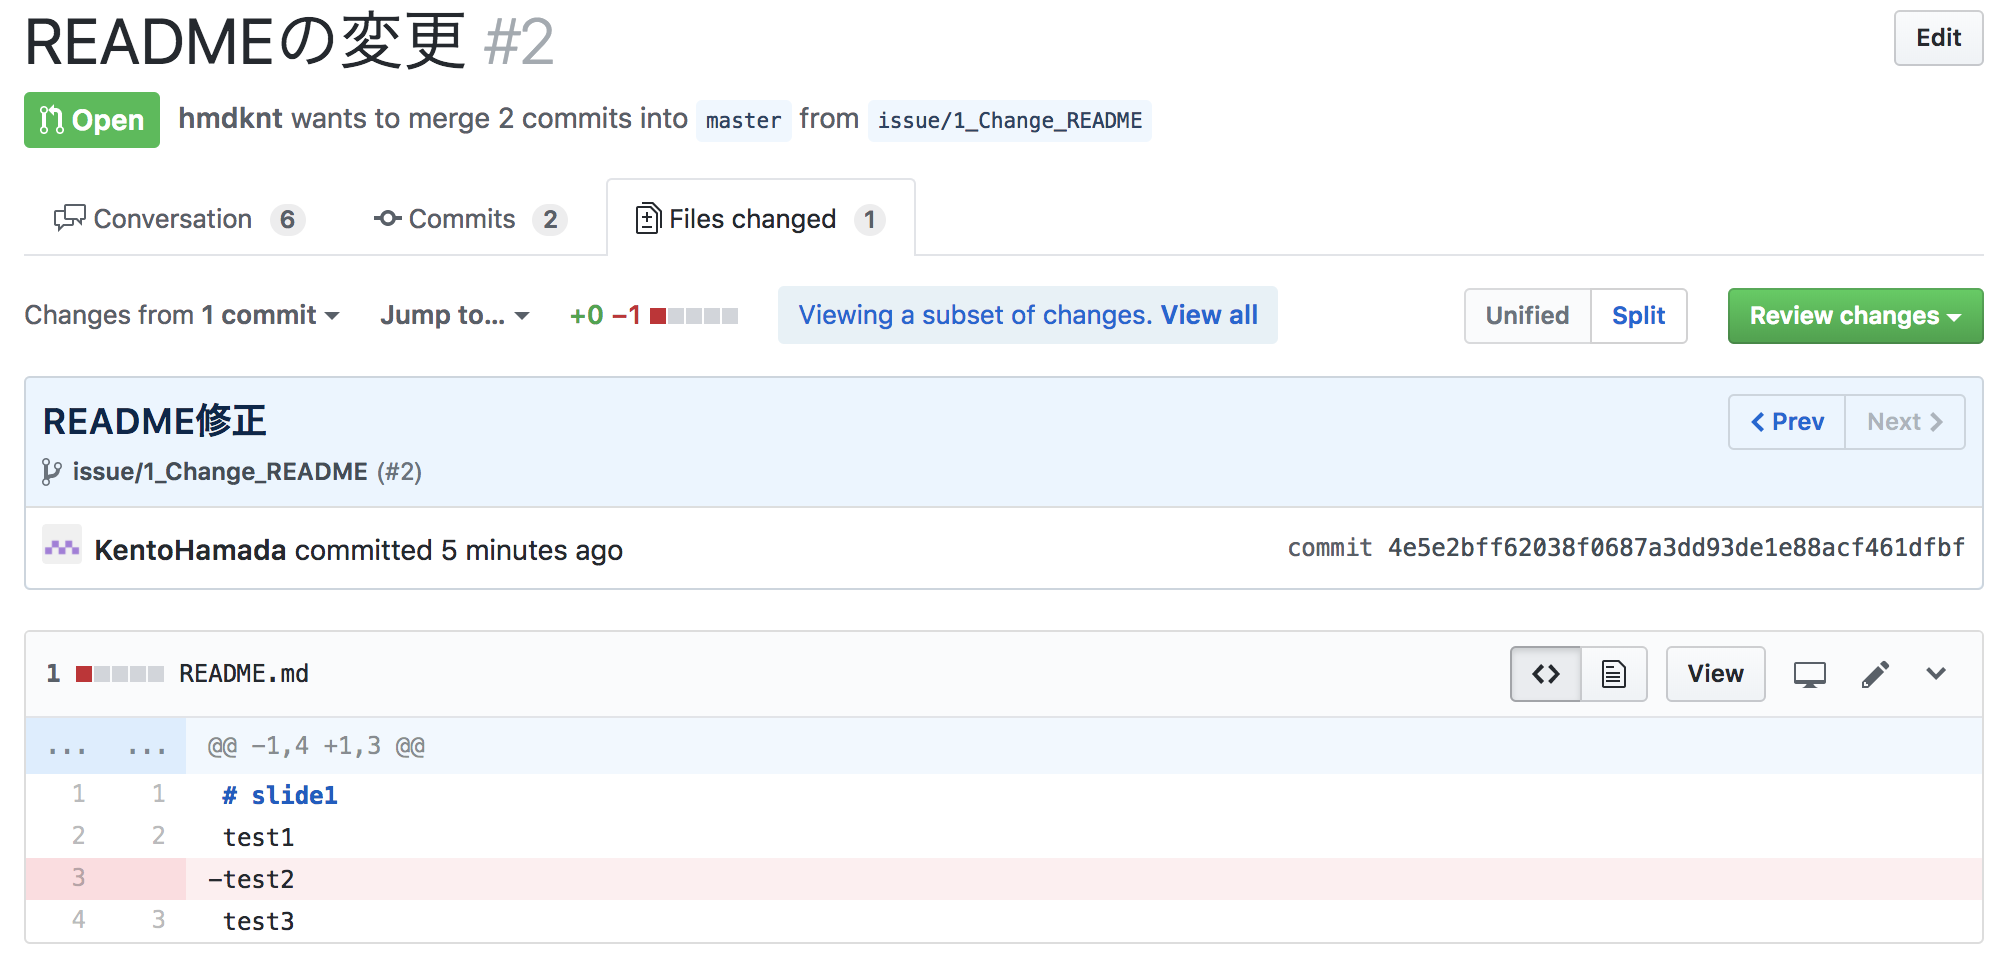 READMEの変更 #2
Edit
Open hmdknt wants to merge 2 commits into master from issue/1_Change_README
Conversation 6 Commits 2 Files changed 1
Changes from 1 commit Jump to... +0 −1 Viewing a subset of changes. View all Unified Split Review changes
README修正
Prev Next
issue/1_Change_README (#2)
KentoHamada committed 5 minutes ago commit 4e5e2bff62038f0687a3dd93de1e88acf461dfbf
1 README.md <> View
... ... @@ -1,4 +1,3 @@
1 1 # slide1
2 2 test1
3 -test2
4 3 test3